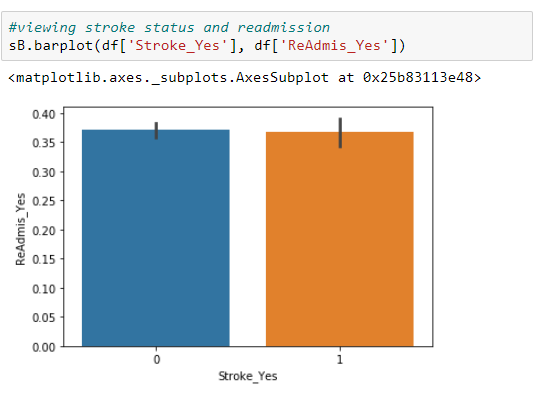 #viewing stroke status and readmission
sB.barplot(df['Stroke_Yes'], df['ReAdmis_Yes'])
<matplotlib.axes._subplots.AxesSubplot at 0x25b83113e48>
0.40
0.35
0.30
0.25
0.20
0.15
0.10
0.05
0.00
ReAdmis_Yes
0 1
Stroke_Yes